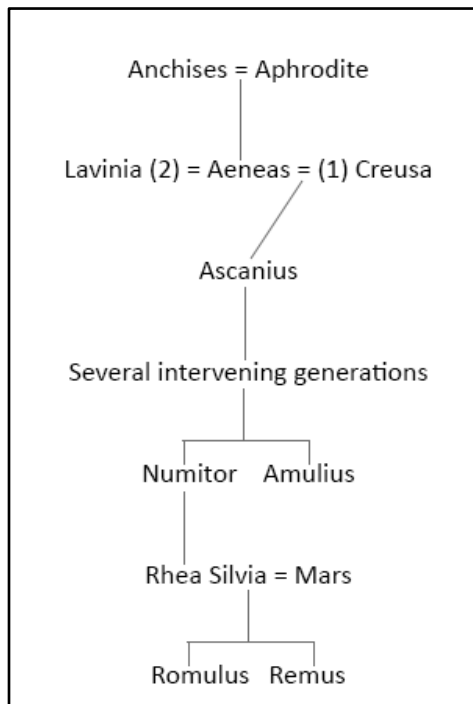 Anchises = Aphrodite
Lavinia (2) = Aeneas = (1) Creusa
Ascanius
Several intervening generations
Numitor Amulius
Rhea Silvia = Mars
Romulus Remus